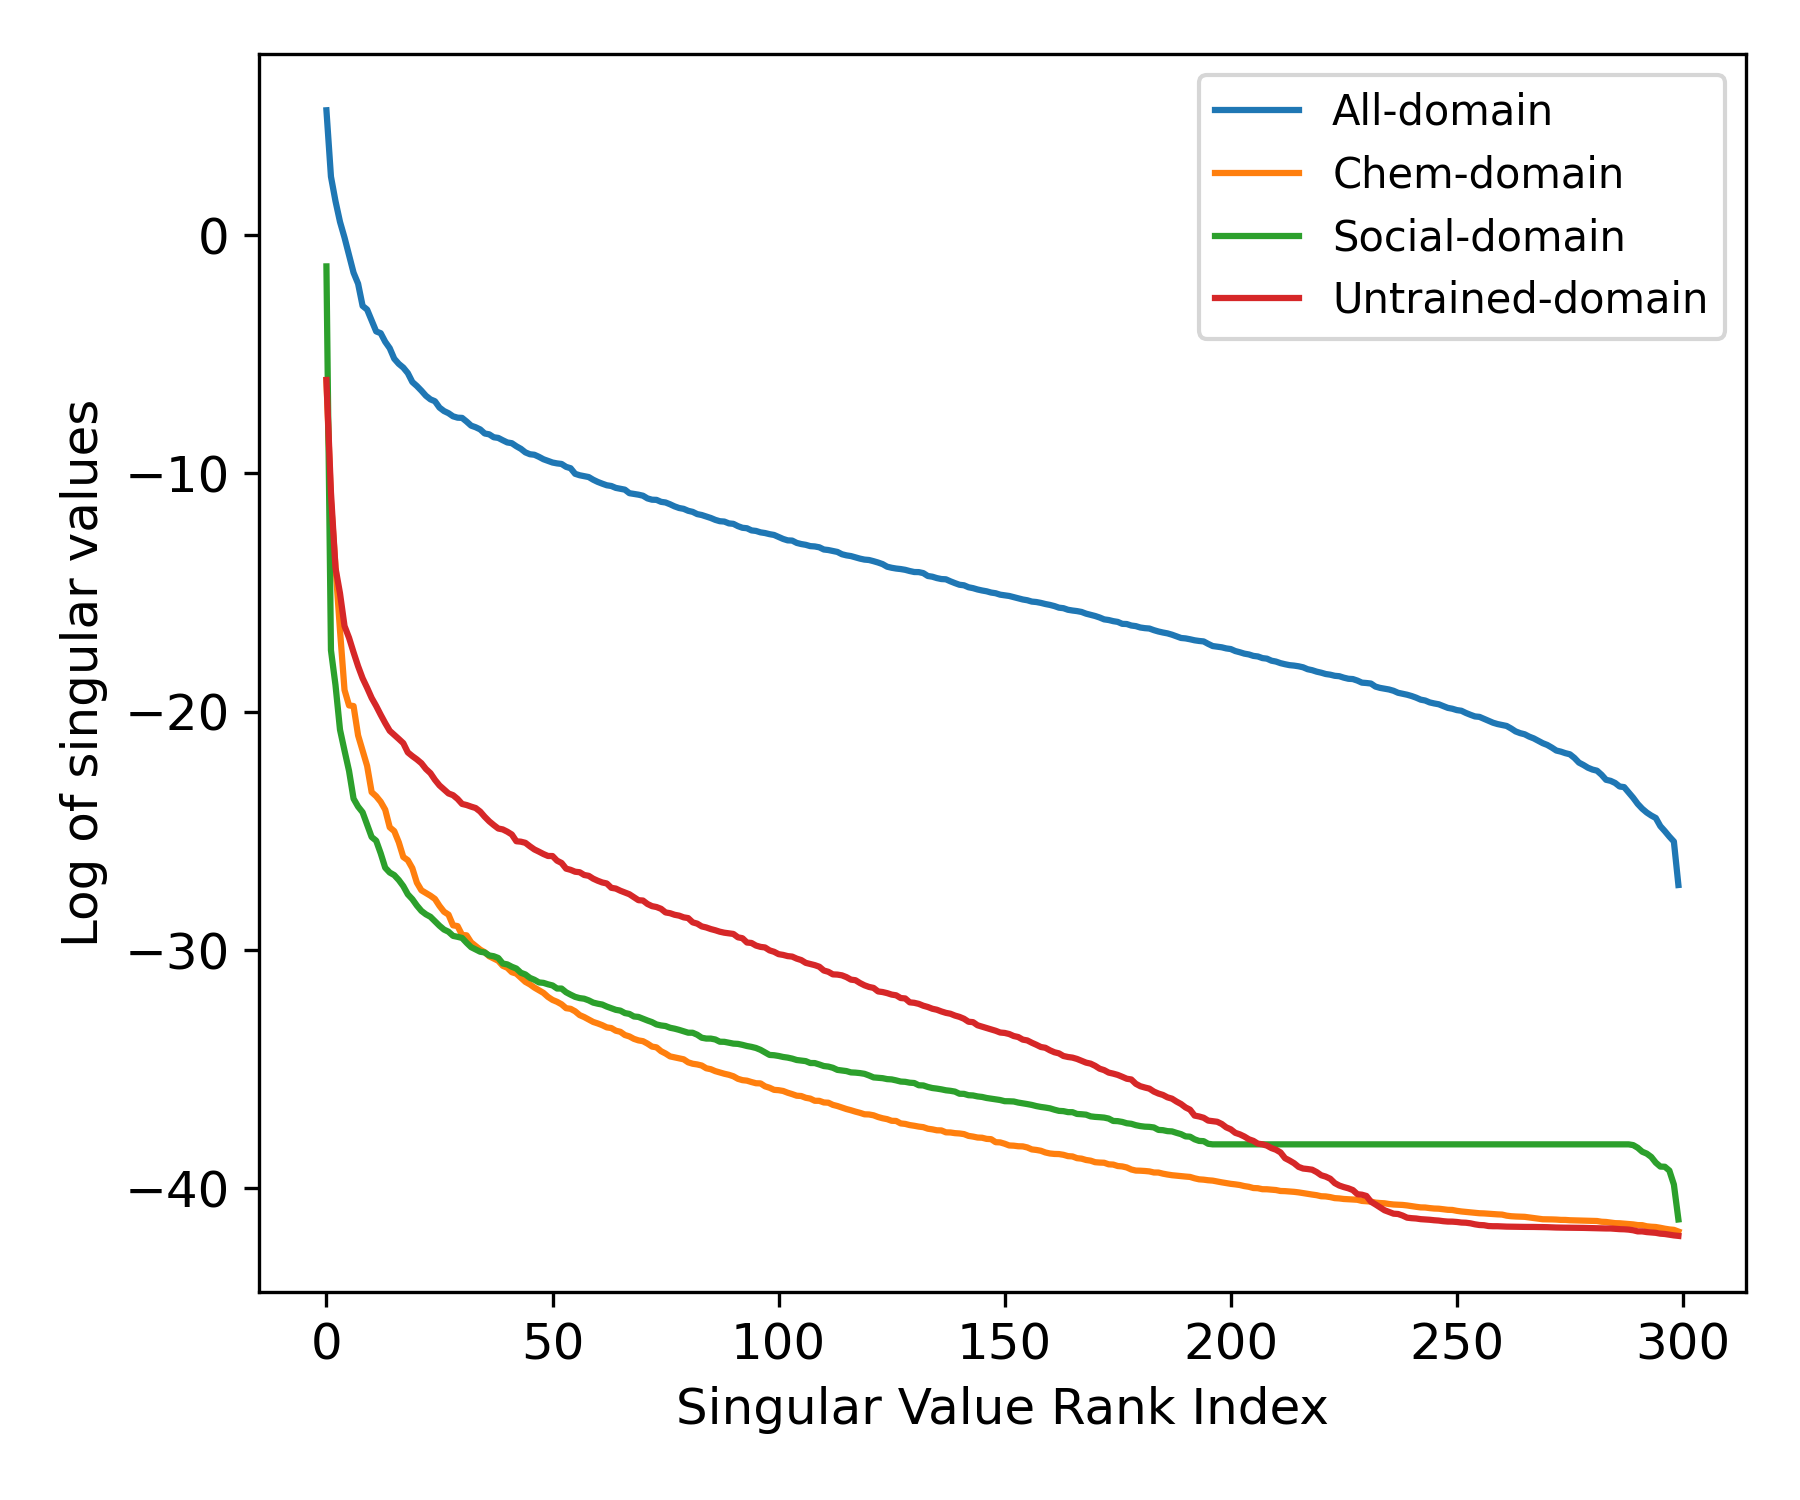 All-domain
Chem-domain
Social-domain
Untrained-domain
Log of singular values
0
−10
−20
−30
−40
0 50 100 150 200 250 300
Singular Value Rank Index